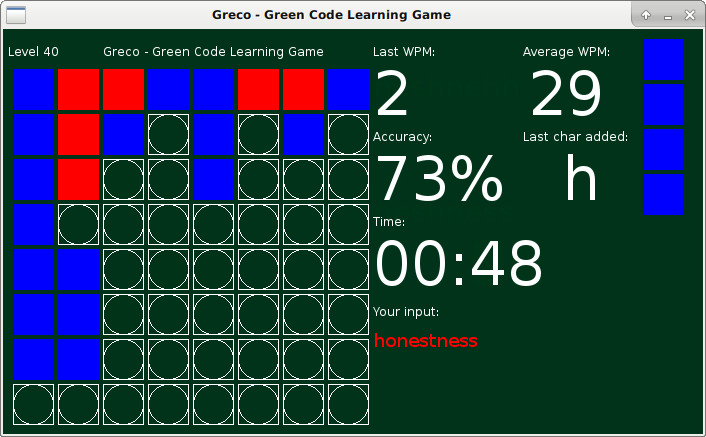 Greco - Green Code Learning Game
Level 40 Greco - Green Code Learning Game Last WPM: Average WPM:
2 29
Accuracy: Last char added:
73% h
Time:
00:48
Your input:
honestness